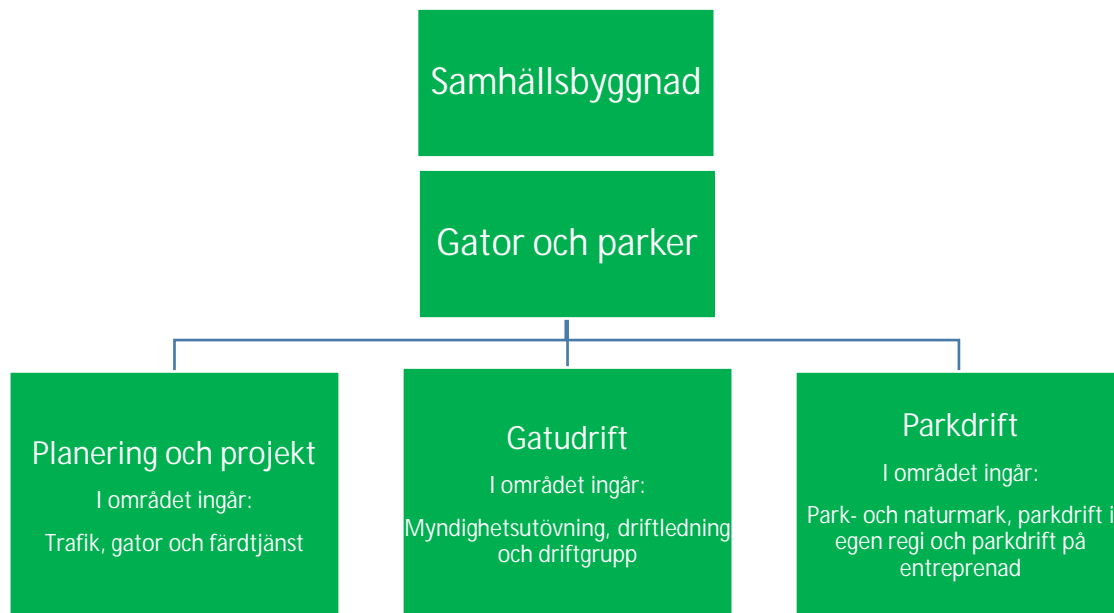 Samhällsbyggnad
Gator och parker
Planering och projekt
I området ingår:
Trafik, gator och färdtjänst
Gatudrift
I området ingår:
Myndighetsutövning, driftledning
och driftgrupp
Parkdrift
I området ingår:
Park- och naturmark, parkdrift i
egen regi och parkdrift på
entreprenad